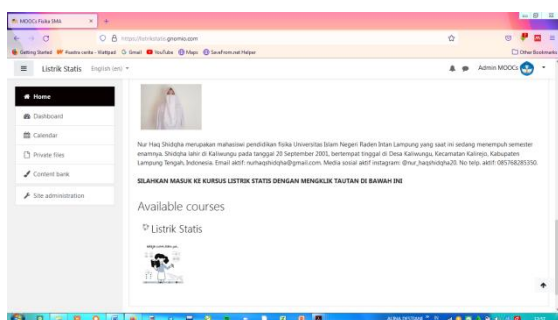 MOOCs Fisika SMA
https://listrikstatis.gnomio.com
Getting Started
Gmail
YouTube
Maps
SaveFrom.net Helper
Other Bookmarks
Listrik Statis
English (en)
Admin MOOCs
Home
Dashboard
Calendar
Private files
Content bank
Site administration
Nur Haq Shidqha merupakan mahasiswi pendidikan fisika Universitas Islam Negeri Raden Intan Lampung yang saat ini sedang menempuh semester
enamnya. Shidqha lahir di Kaliwungu pada tanggal 20 September 2001, bertempat tinggal di Desa Kaliwungu, Kecamatan Kalirejo, Kabupaten
Lampung Tengah, Indonesia. Email aktif: nurhaqshidqha@gmail.com. Media sosial aktif instagram: @nur_haqshidqha20. No telp. aktif: 085768285350.
SILAHKAN MASUK KE KURSUS LISTRIK STATIS DENGAN MENGKLIK TAUTAN DI BAWAH INI
Available courses
Listrik Statis